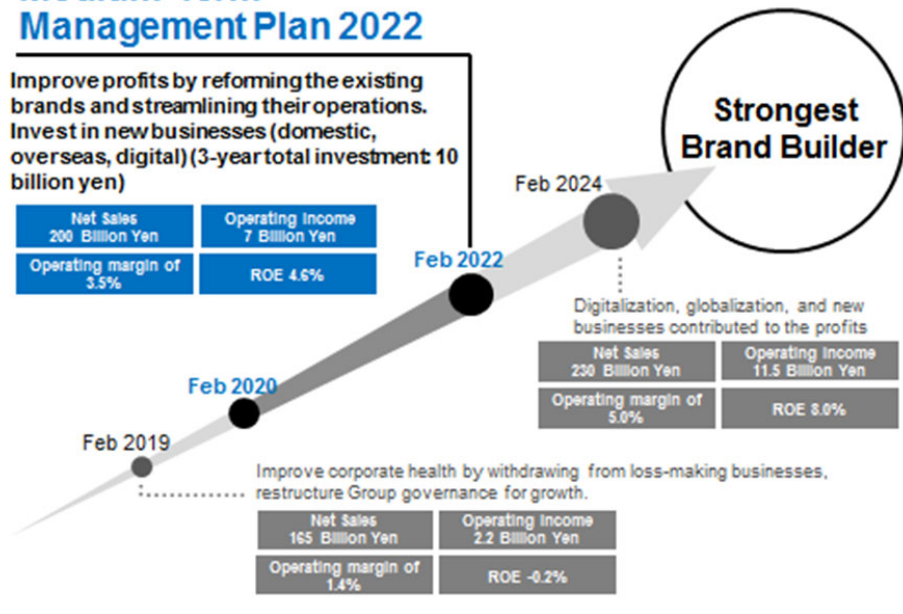 Management Plan 2022
Improve profits by reforming the existing
brands and streamlining their operations.
Invest in new businesses (domestic,
overseas, digital) (3-year total investment: 10
billion yen)
Net Sales
200 Billion Yen
Operating Income
7 Billion Yen
Operating margin of
3.5%
ROE 4.6%
Strongest
Brand Builder
Feb 2024
Feb 2022
Digitalization, globalization, and new
businesses contributed to the profits
Net Sales
230 Billion Yen
Operating Income
11.5 Billion Yen
Operating margin of
5.0%
ROE 8.0%
Feb 2020
Feb 2019
Improve corporate health by withdrawing from loss-making businesses,
restructure Group governance for growth.
Net Sales
165 Billion Yen
Operating Income
2.2 Billion Yen
Operating margin of
1.4%
ROE -0.2%